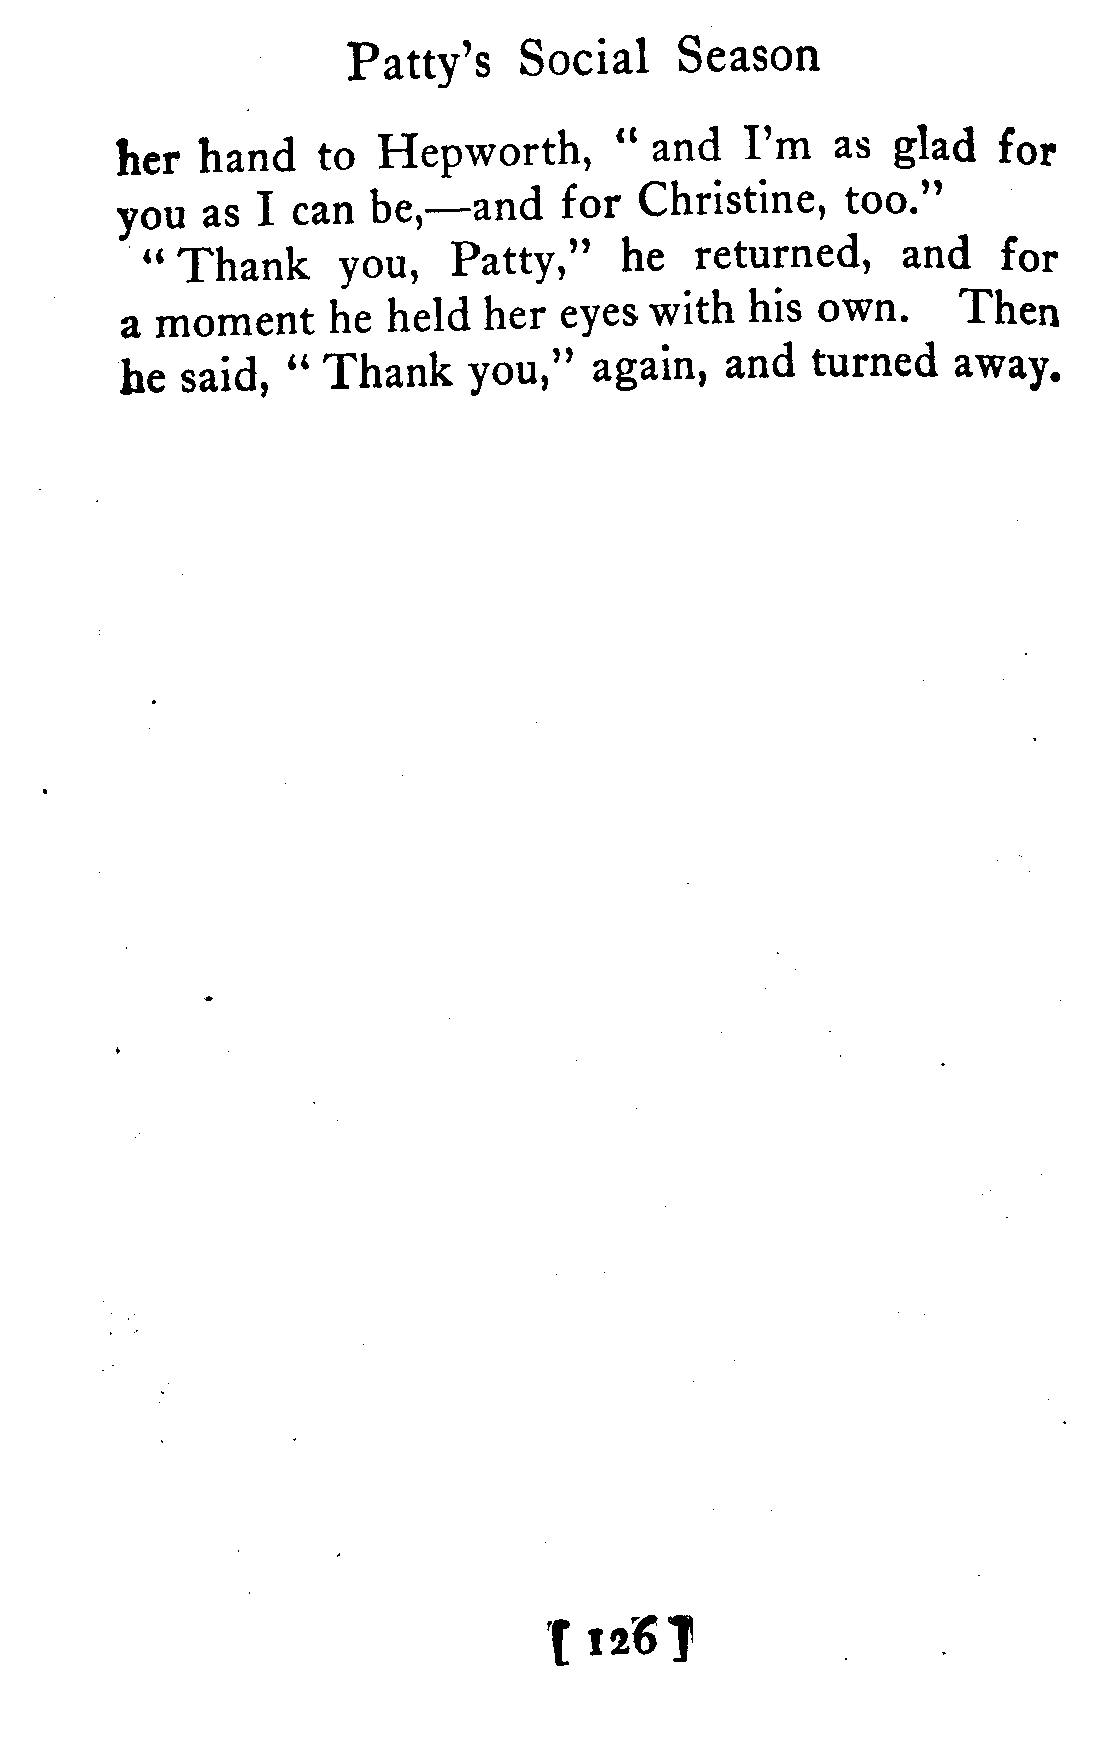 Patty's Social Season
her hand to Hepworth, “ and I'm as glad for
you as I can be,—and for Christine, too.”
“ Thank you, Patty,” he returned, and for
a moment he held her eyes with his own. Then
he said, “ Thank you,” again, and turned away.
[ 126 ]